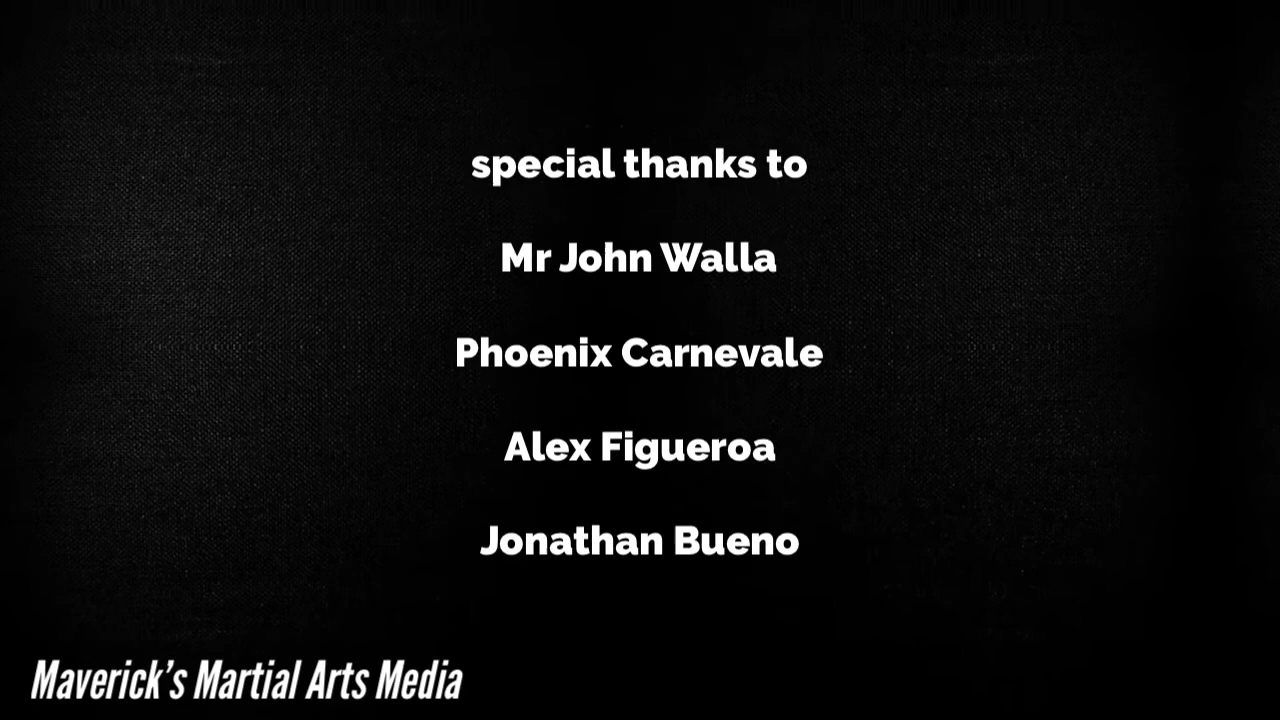 special thanks to
Mr John Walla
Phoenix Carnevale
Alex Figueroa
Jonathan Bueno
Maverick's Martial Arts Media